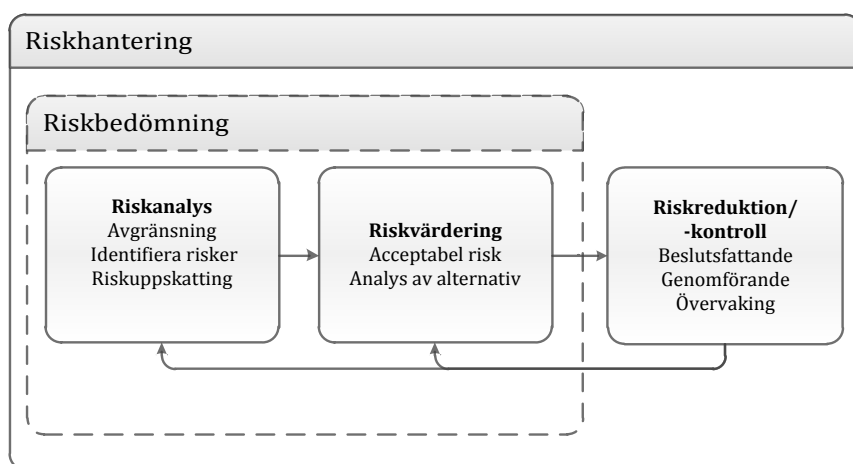 Riskhantering
Riskbedömning
Riskanalys
Avgränsning
Identifiera risker
Riskuppskatting
Riskvärdering
Acceptabel risk
Analys av alternativ
Riskreduktion/
-kontroll
Beslutsfattande
Genomförande
Övervaking